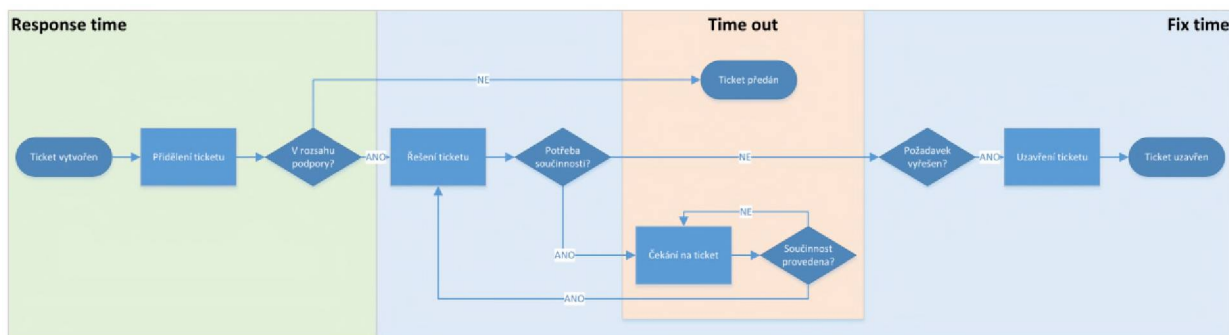 Response time
Time out
Fix time
NE
Ticket předán
Ticket vytvořen
Přidělení ticketu
V rozsahu
podpory?
ANO
Řešení ticketu
Potřeba
součinnosti?
NE
Požadavek
vyřešen?
ANO
Uzavření ticketu
Ticket uzavřen
NE
ANO
Čekání na ticket
Součinnost
provedena?
ANO